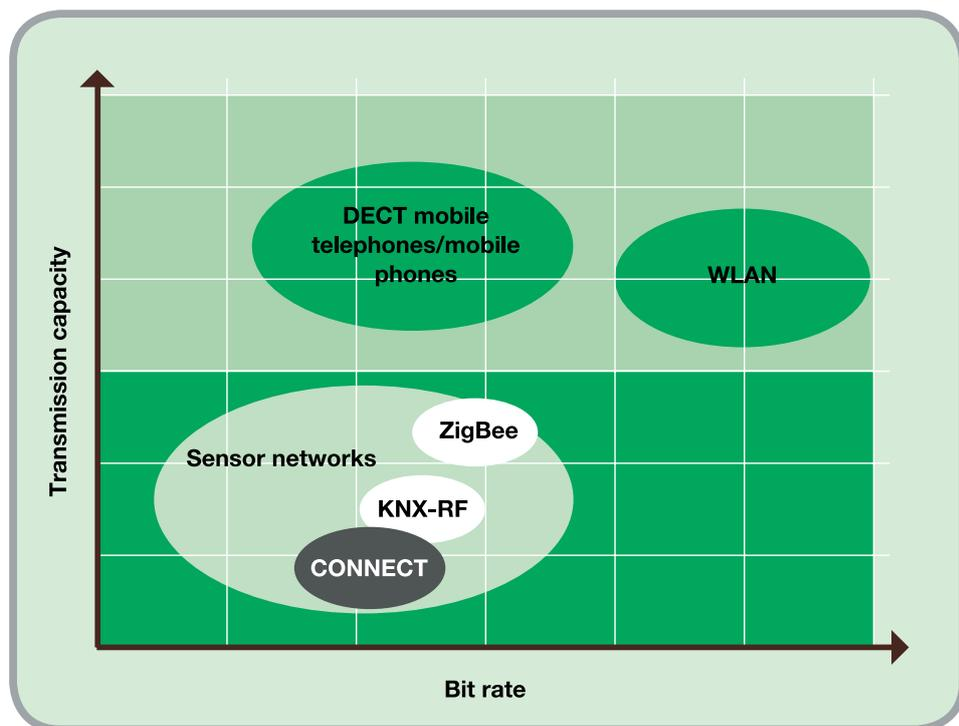 Transmission capacity
DECT mobile
telephones/mobile
phones
WLAN
ZigBee
Sensor networks
KNX-RF
CONNECT
Bit rate